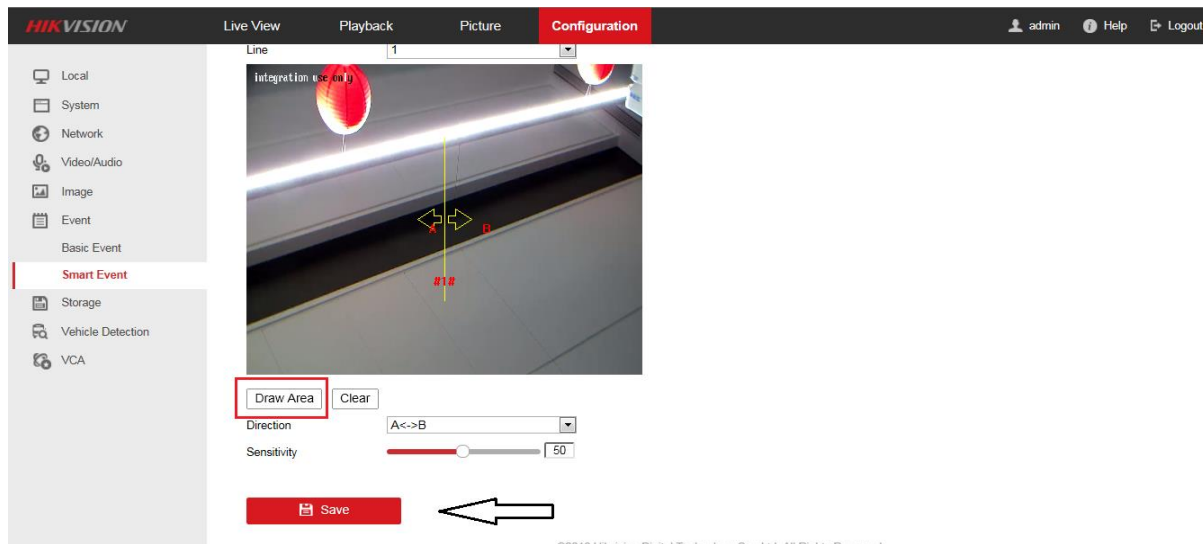 HIKVISION Live View Playback Picture Configuration admin Help Logout
Line 1
Local
System
Network
Video/Audio
Image
Event
Basic Event
Smart Event
Storage
Vehicle Detection
VCA
integration use only
A B
#1#
Draw Area Clear
Direction A<->B
Sensitivity 50
Save